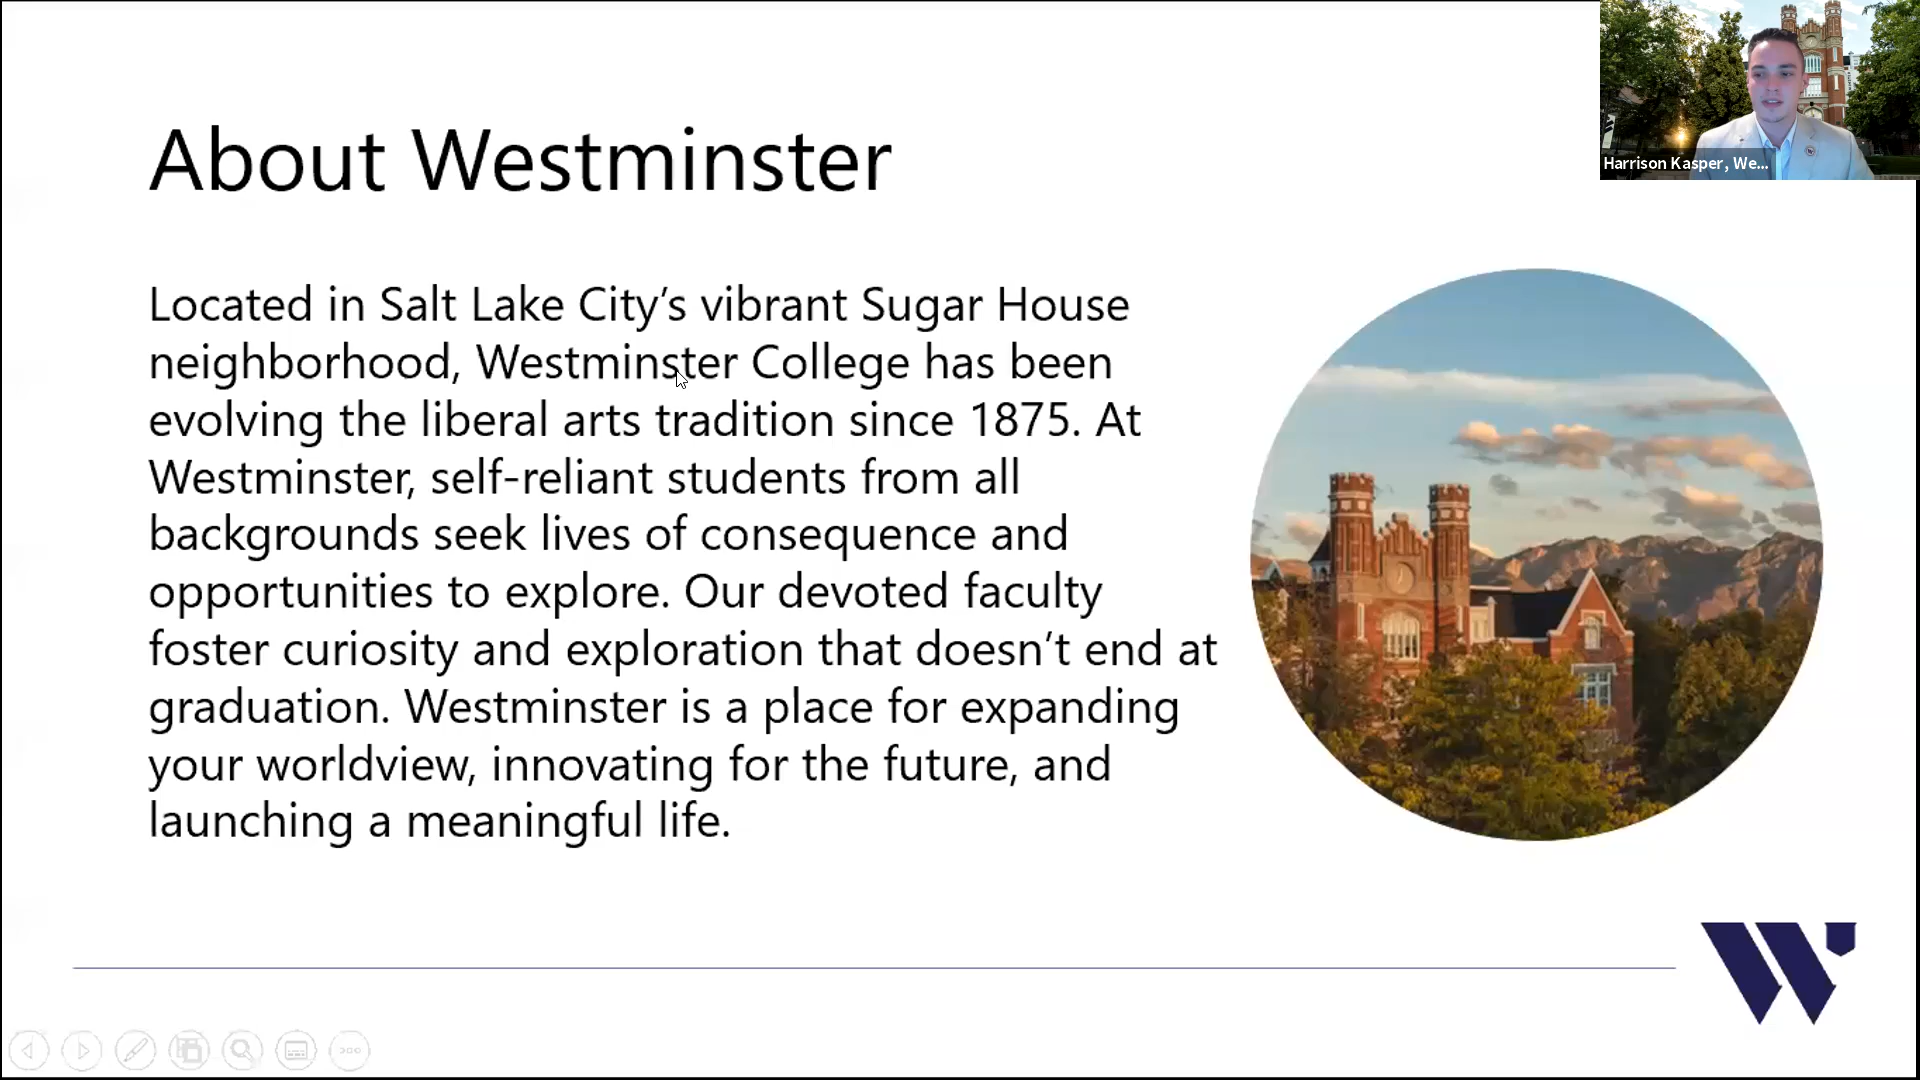 About Westminster
Harrison Kasper, We...
Located in Salt Lake City’s vibrant Sugar House
neighborhood, Westminster College has been
evolving the liberal arts tradition since 1875. At
Westminster, self-reliant students from all
backgrounds seek lives of consequence and
opportunities to explore. Our devoted faculty
foster curiosity and exploration that doesn’t end at
graduation. Westminster is a place for expanding
your worldview, innovating for the future, and
launching a meaningful life.
W